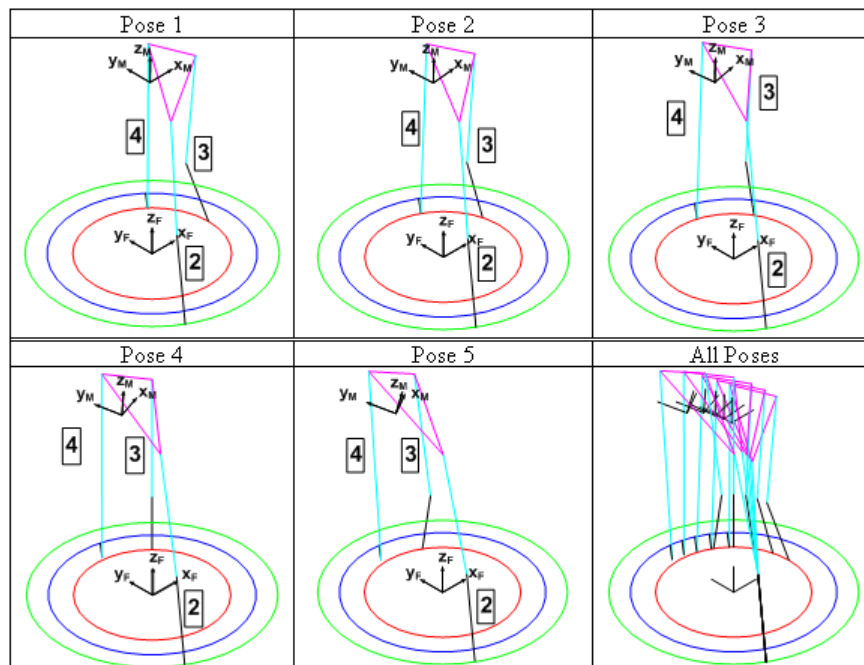 Pose 1 Pose 2 Pose 3
zM yM xM 4 3 zF yF xF 2
zM yM xM 4 3 zF yF xF 2
zM yM xM 3 4 zF yF xF 2
Pose 4 Pose 5 All Poses
zM xM yM 4 3 zF yF xF 2
zM xM yM 4 3 zF yF xF 2